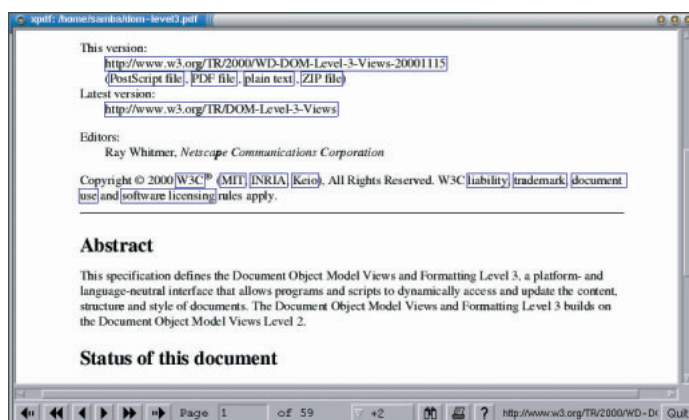 xpdf: /home/samba/dom-level3.pdf
This version:
http://www.w3.org/TR/2000/WD-DOM-Level-3-Views-20001115
(PostScript file, PDF file, plain text, ZIP file)
Latest version:
http://www.w3.org/TR/DOM-Level-3-Views
Editors:
Ray Whitmer, Netscape Communications Corporation
Copyright © 2000 W3C® (MIT, INRIA, Keio), All Rights Reserved. W3C liability, trademark, document
use and software licensing rules apply.
Abstract
This specification defines the Document Object Model Views and Formatting Level 3, a platform- and
language-neutral interface that allows programs and scripts to dynamically access and update the content,
structure and style of documents. The Document Object Model Views and Formatting Level 3 builds on
the Document Object Model Views Level 2.
Status of this document
Page 1 of 59 +2 ? http://www.w3.org/TR/2000/WD-DO Quit